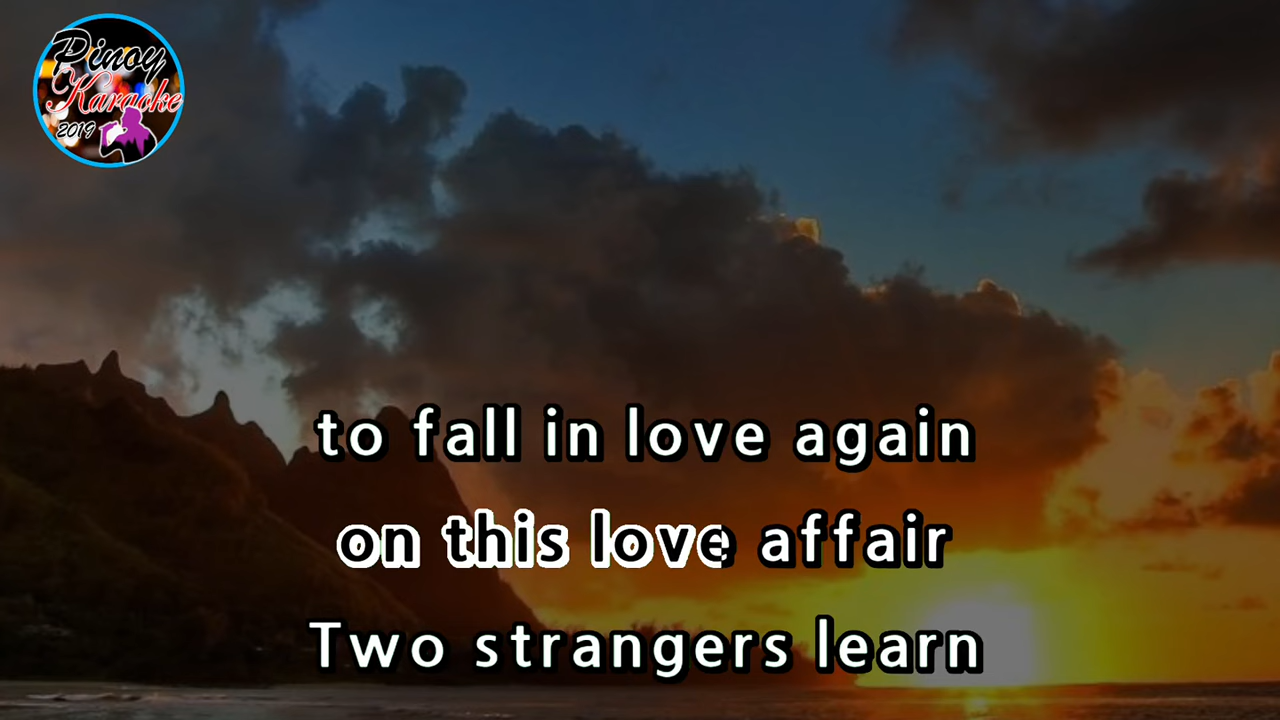 Pinoy
Karaoke
2019
to fall in love again
on this love affair
Two strangers learn